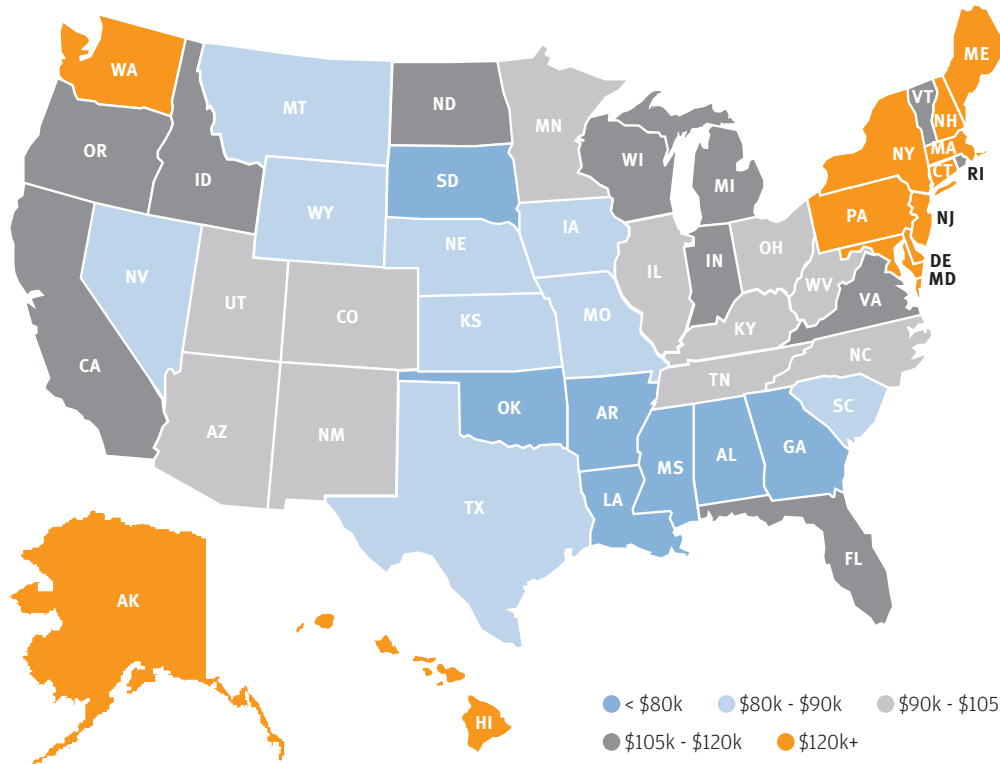 WA
ME
MT
ND
VT
MN
NH
OR
MA
NY
WI
CT
RI
ID
SD
MI
WY
PA
NJ
IA
NE
OH
IN
DE
NV
IL
MD
WV
UT
VA
CO
MO
KS
KY
NC
CA
TN
OK
SC
AR
AZ
NM
GA
AL
MS
LA
TX
FL
AK
HI
< $80k
$80k - $90k
$90k - $105
$105k - $120k
$120k+